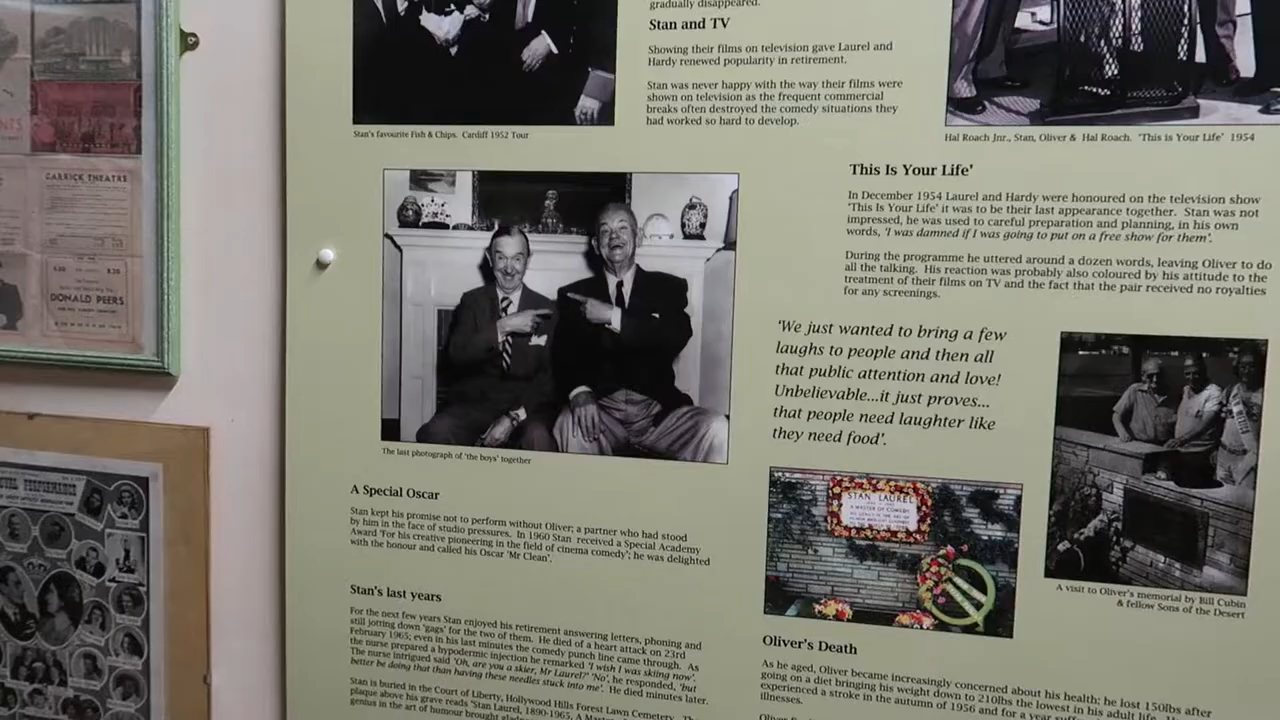 gradually disappeared.
Stan and TV
Showing their films on television gave Laurel and
Hardy renewed popularity in retirement.
Stan was never happy with the way their films were
shown on television as the frequent commercial
breaks often destroyed the comedy situations they
had worked so hard to develop.
Stan's favourite Fish & Chips. Cardiff 1952 Tour
Hal Roach Jnr., Stan, Oliver & Hal Roach. 'This is Your Life' 1954
This Is Your Life'
In December 1954 Laurel and Hardy were honoured on the television show
'This Is Your Life' it was to be their last appearance together. Stan was not
impressed, he was used to careful preparation and planning, in his own
words, 'I was damned if I was going to put on a free show for them'.
During the programme he uttered around a dozen words, leaving Oliver to do
all the talking. His reaction was probably also coloured by his attitude to the
treatment of their films on TV and the fact that the pair received no royalties
for any screenings.
'We just wanted to bring a few
laughs to people and then all
that public attention and love!
Unbelievable...it just proves...
that people need laughter like
they need food'.
The last photograph of 'the boys' together
A Special Oscar
Stan kept his promise not to perform without Oliver; a partner who had stood
by him in the face of studio pressures. In 1960 Stan received a Special Academy
Award 'For his creative pioneering in the field of cinema comedy'; he was delighted
with the honour and called his Oscar 'Mr Clean'.
Stan's last years
For the next few years Stan enjoyed his retirement answering letters, phoning and
still jotting down 'gags' for the two of them. He died of a heart attack on 23rd
February 1965; even in his last minutes the comedy punch line came through. As
the nurse prepared a hypodermic injection he remarked 'I wish I was skiing now'.
The nurse intrigued said 'Oh, are you a skier, Mr Laurel?' 'No', he responded, 'but
better be doing that than having these needles stuck into me'. He died minutes later.
Stan is buried in the Court of Liberty, Hollywood Hills Forest Lawn Cemetery. The
plaque above his grave reads 'Stan Laurel, 1890-1965, A Master
genius in the art of humour brought
STAN LAUREL
A MASTER OF COMEDY
A visit to Oliver's memorial by Bill Cubin
& fellow Sons of the Desert
Oliver's Death
As he aged, Oliver became increasingly concerned about his health; he lost 150lbs after
going on a diet bringing his weight down to 210lbs the lowest in his adult life.
experienced a stroke in the autumn of 1956 and for a year
illnesses.
GARRICK THEATRE
6.20
8.30
DONALD PEERS